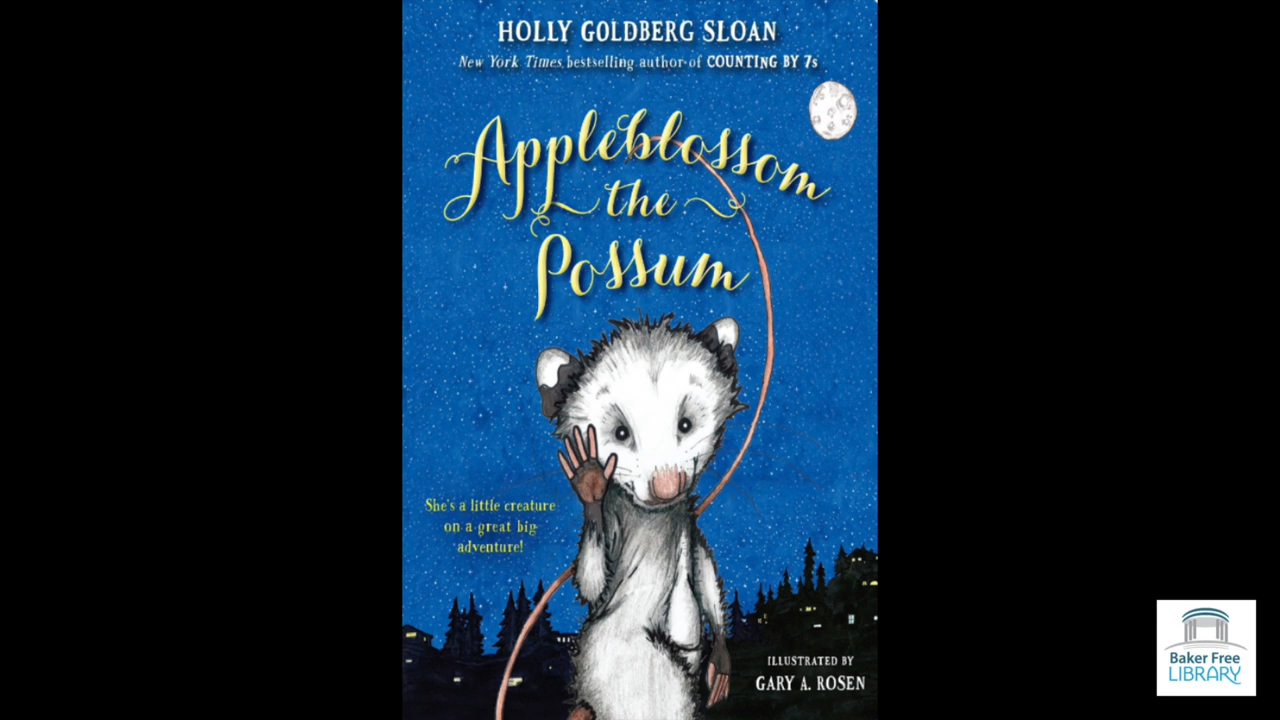 HOLLY GOLDBERG SLOAN
New York Times bestselling author of COUNTING BY 7s
Appleblossom
the
Possum
She's a little creature
on a great big
adventure!
ILLUSTRATED BY
GARY A. ROSEN
Baker Free
LIBRARY